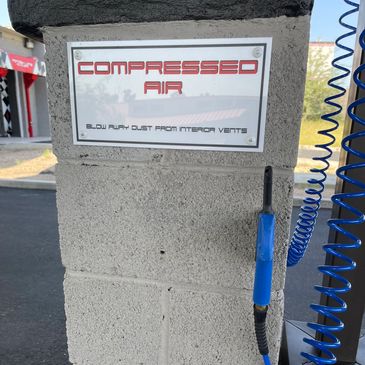 COMPRESSED
AIR
BLOW AWAY DUST FROM INTERIOR VENTS